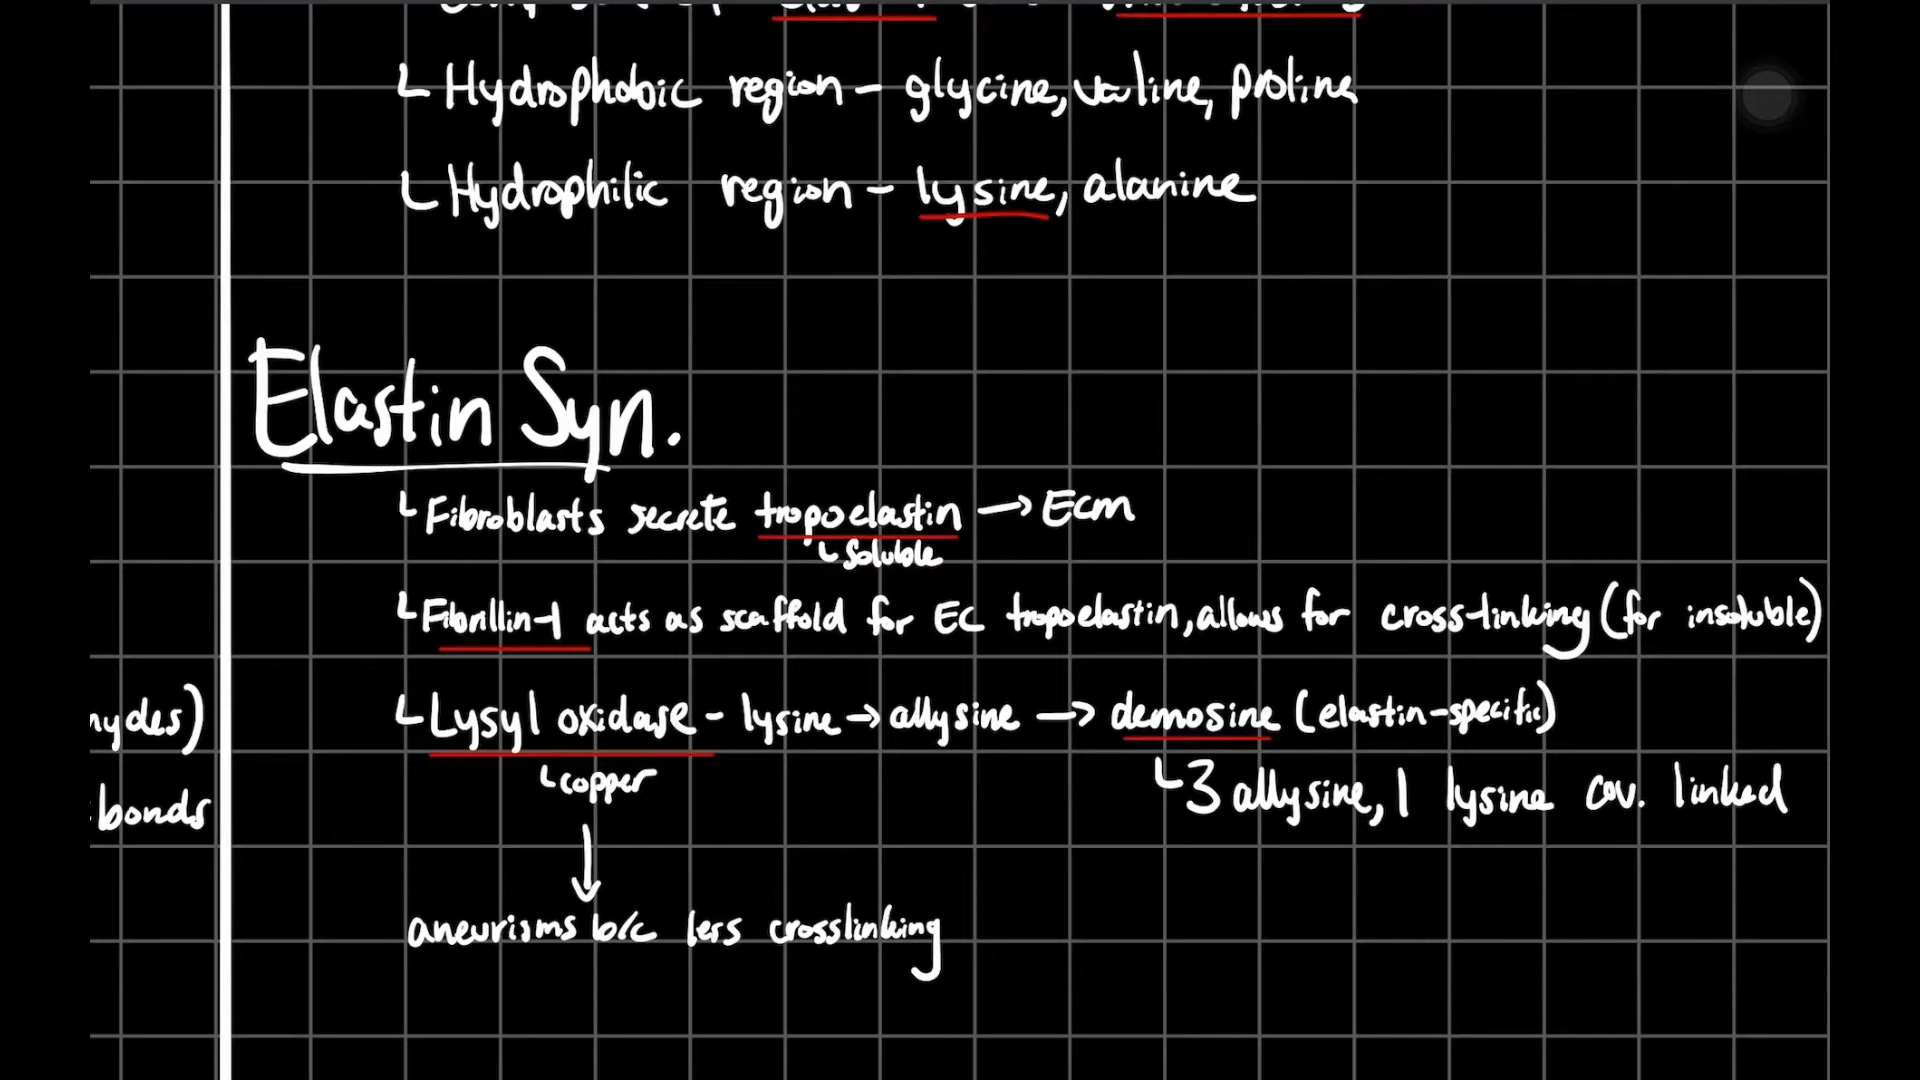 Hydrophobic region - glycine, valine, proline
Hydrophilic region - lysine, alanine
Elastin Syn.
Fibroblasts secrete tropoelastin → ECM
soluble
Fibrillin-1 acts as scaffold for EC tropoelastin, allows for cross-linking (for insoluble)
hydes)
Lysyl oxidase - lysine → allysine → demosine (elastin-specific)
copper
3 allysine, 1 lysine cov. linked
bonds
aneurisms b/c less crosslinking